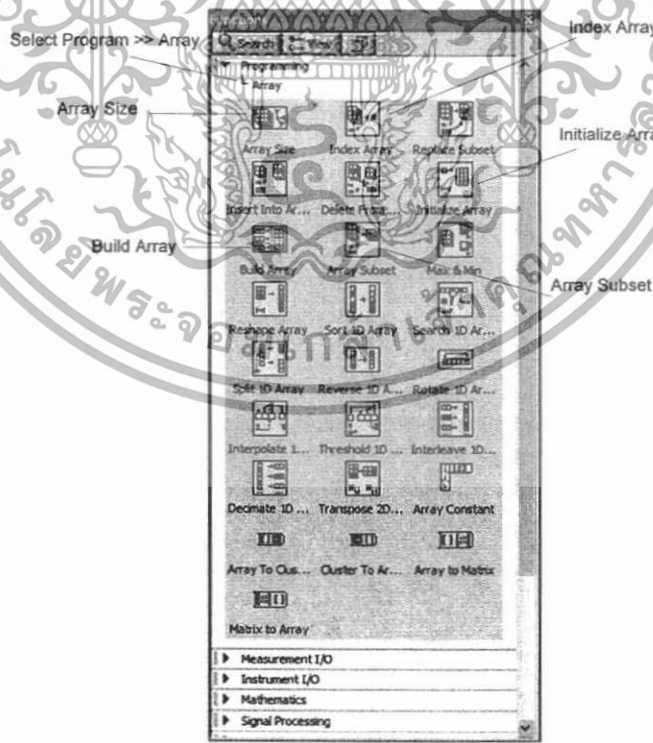 Index Array
Select Program >> Array
Search View
Programming
Array
Array Size
Array Size Index Array Replace Subset
Initialize Arra
Insert Into Ar... Delete From ... Initialize Array
Build Array
Build Array Array Subset Max & Min
Array Subset
Reshape Array Sort 1D Array Search 1D Ar...
Split 1D Array Reverse 1D A... Rotate 1D Ar...
Interpolate 1... Threshold 1D ... Interleave 1D...
Decimate 1D ... Transpose 2D... Array Constant
Array To Clus... Cluster To Ar... Array to Matrix
Matrix to Array
Measurement I/O
Instrument I/O
Mathematics
Signal Processing